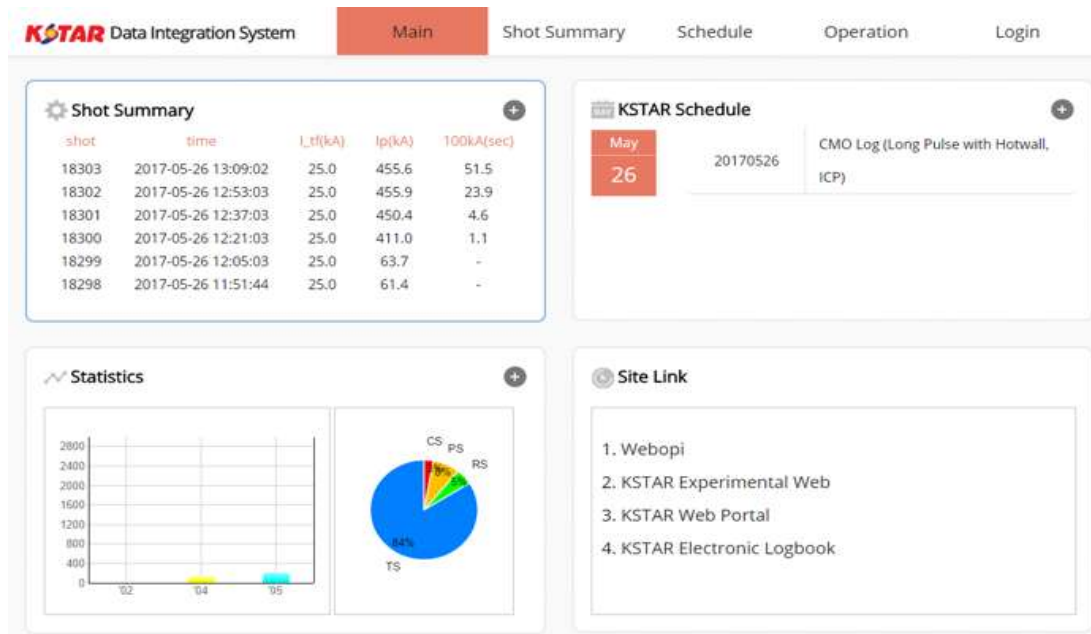 KSTAR Data Integration System
Main
Shot Summary
Schedule
Operation
Login
Shot Summary
shot time I_tf(kA) Ip(kA) 100kA(sec)
18303 2017-05-26 13:09:02 25.0 455.6 51.5
18302 2017-05-26 12:53:03 25.0 455.9 23.9
18301 2017-05-26 12:37:03 25.0 450.4 4.6
18300 2017-05-26 12:21:03 25.0 411.0 1.1
18299 2017-05-26 12:05:03 25.0 63.7 -
18298 2017-05-26 11:51:44 25.0 61.4 -
KSTAR Schedule
May
26
20170526
CMO Log (Long Pulse with Hotwall,
ICP)
Statistics
2800
2400
2000
1600
1200
800
400
0
'02 '04 '05
CS
PS
RS
84%
TS
Site Link
1. Webopi
2. KSTAR Experimental Web
3. KSTAR Web Portal
4. KSTAR Electronic Logbook